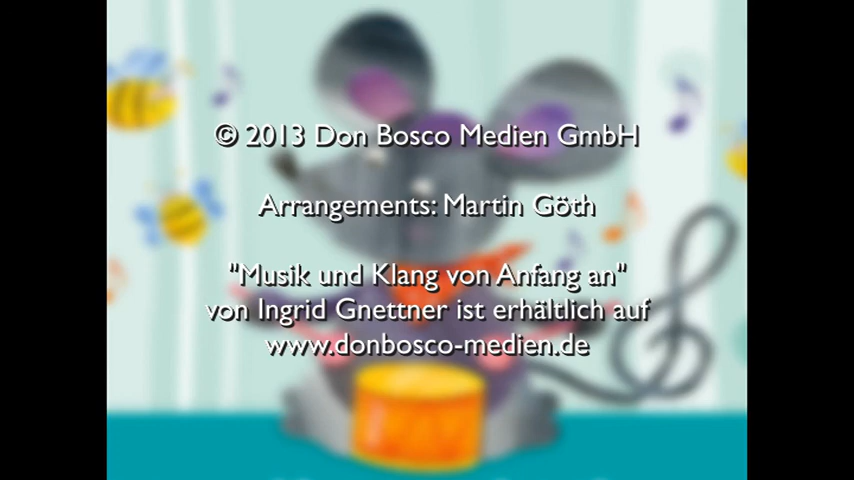 © 2013 Don Bosco Medien GmbH
Arrangements: Martin Göth
"Musik und Klang von Anfang an"
von Ingrid Gnettner ist erhältlich auf
www.donbosco-medien.de